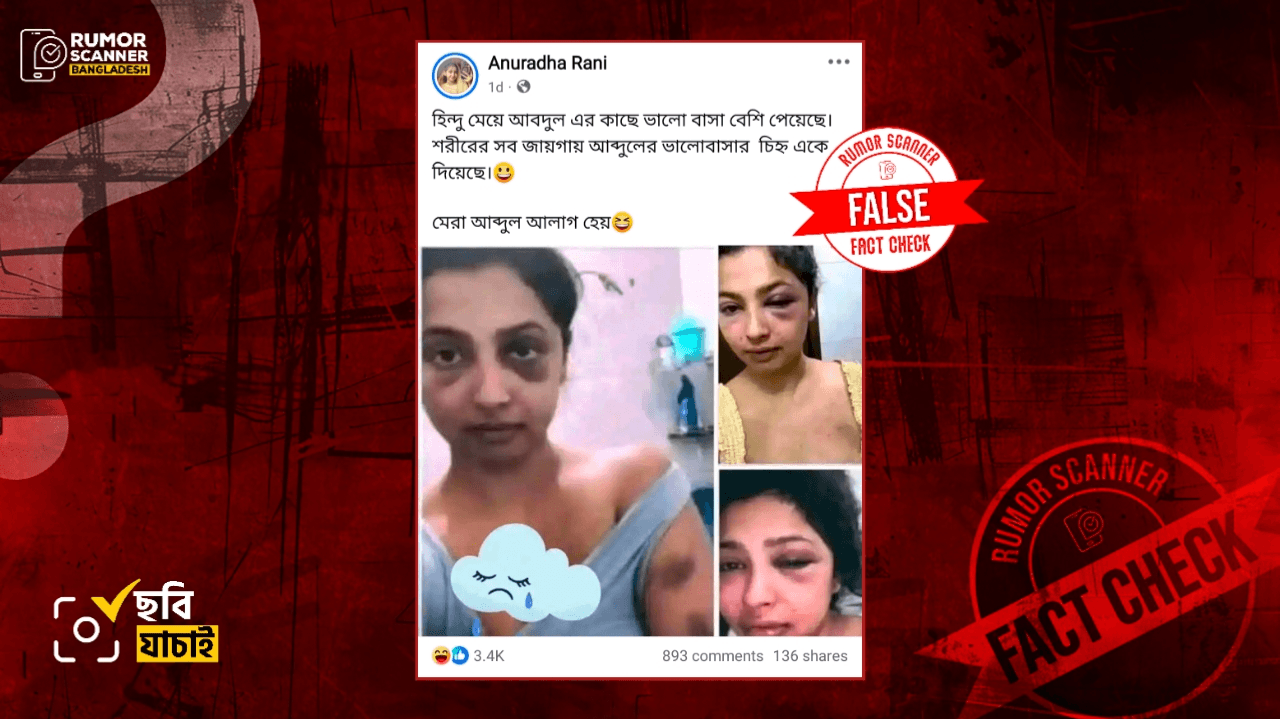 RUMOR
SCANNER
BANGLADESH
Anuradha Rani
1d
হিন্দু মেয়ে আবদুল এর কাছে ভালো বাসা বেশি পেয়েছে।
শরীরের সব জায়গায় আব্দুলের ভালোবাসার চিহ্ন একে
দিয়েছে।😀
মেরা আব্দুল আলাগ হেয়😆
RUMOR SCANNER
FALSE
FACT CHECK
3.4K
893 comments 136 shares
ছবি
যাচাই
RUMOR SCANNER
FACT CHECK